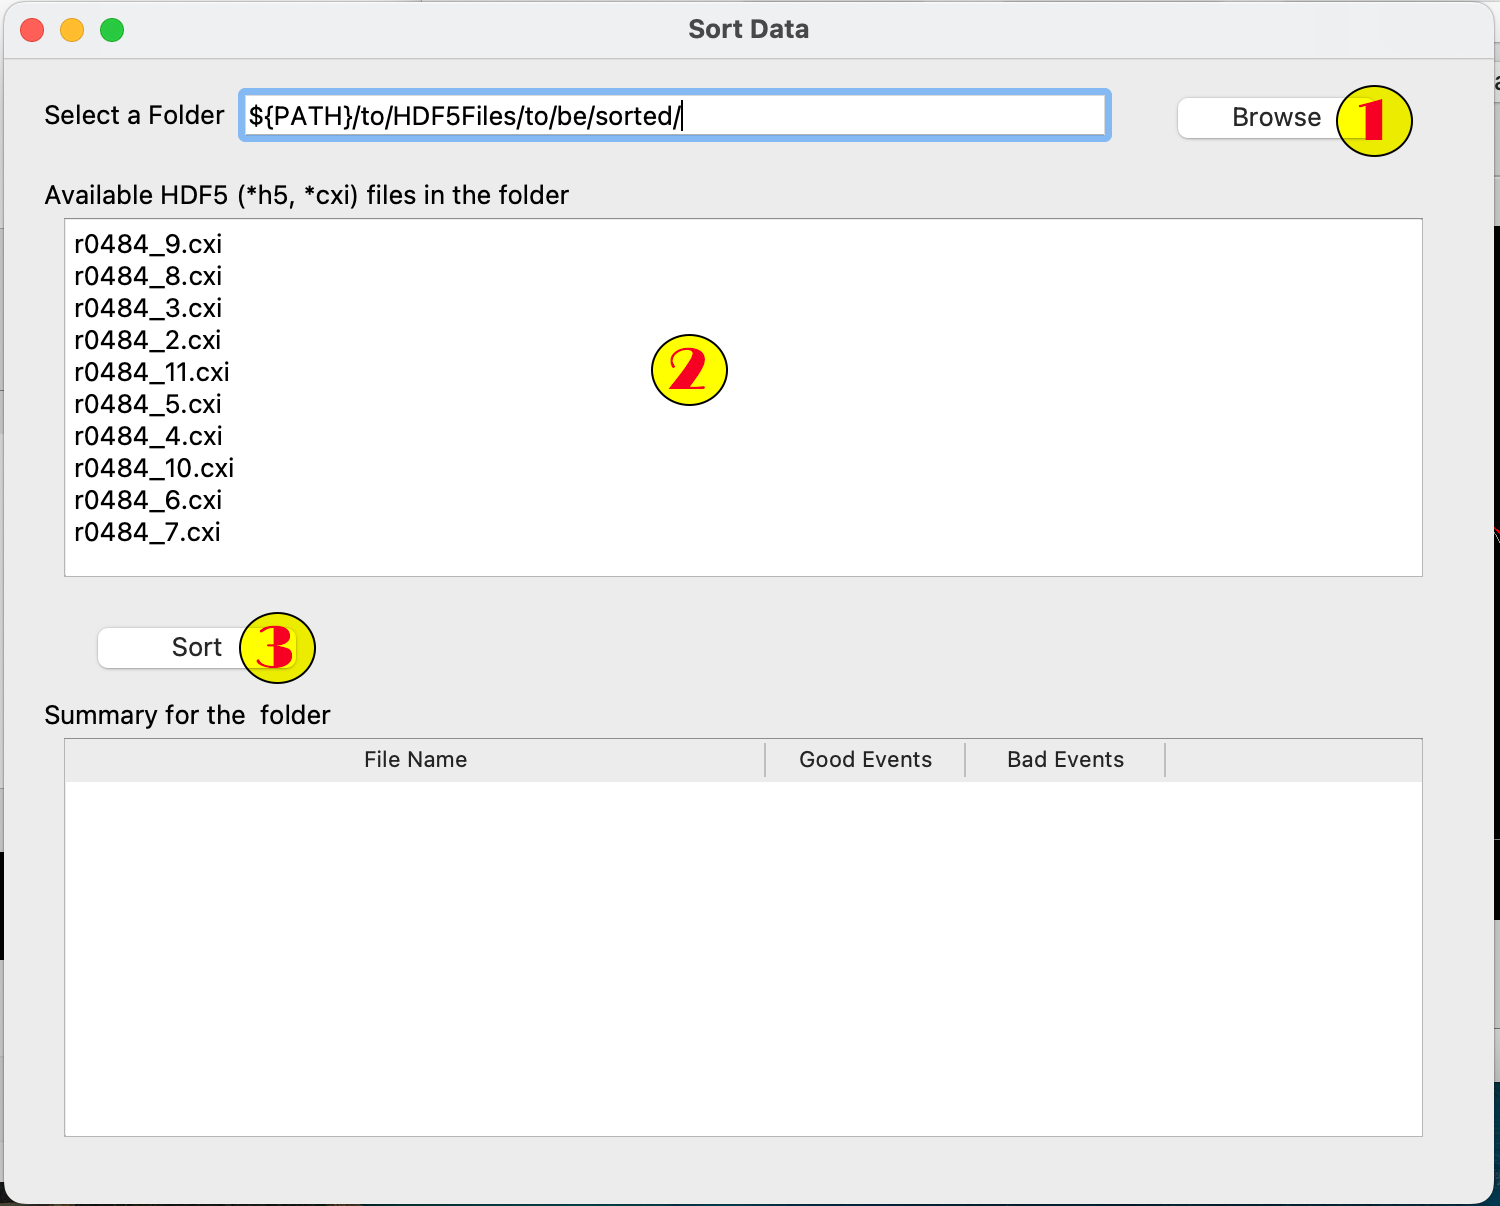 Sort Data
Select a Folder ${PATH}/to/HDF5Files/to/be/sorted/ Browse 1
Available HDF5 (*h5, *cxi) files in the folder
r0484_9.cxi
r0484_8.cxi
r0484_3.cxi
r0484_2.cxi
2
r0484_11.cxi
r0484_5.cxi
r0484_4.cxi
r0484_10.cxi
r0484_6.cxi
r0484_7.cxi
Sort 3
Summary for the  folder
File Name Good Events Bad Events